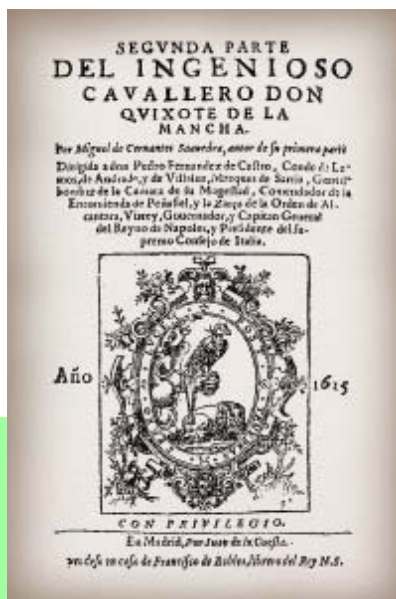 SEGVNDA PARTE
DEL INGENIOSO
CAVALLERO DON
QVIXOTE DE LA
MANCHA.
Por Miguel de Ceruantes Saauedra, autor de su primera parte
Dirigida a don Pedro Fernandez de Castro, Conde de Le-
mos, de Andrade, y de Villalua, Marques de Sarria, Gentil-
hombre de la Camara de su Magestad, Comendador de la
Encomienda de Peñafiel, y la Zarça de la Orden de Al-
cantara, Virrey, Gouernador, y Capitan General
del Reyno de Napoles, y Presidente del su-
premo Consejo de Italia.
Año 1615
CON PRIVILEGIO.
En Madrid, Por Juan de la Cuesta.
vendese en casa de Francisco de Robles, librero del Rey N.S.